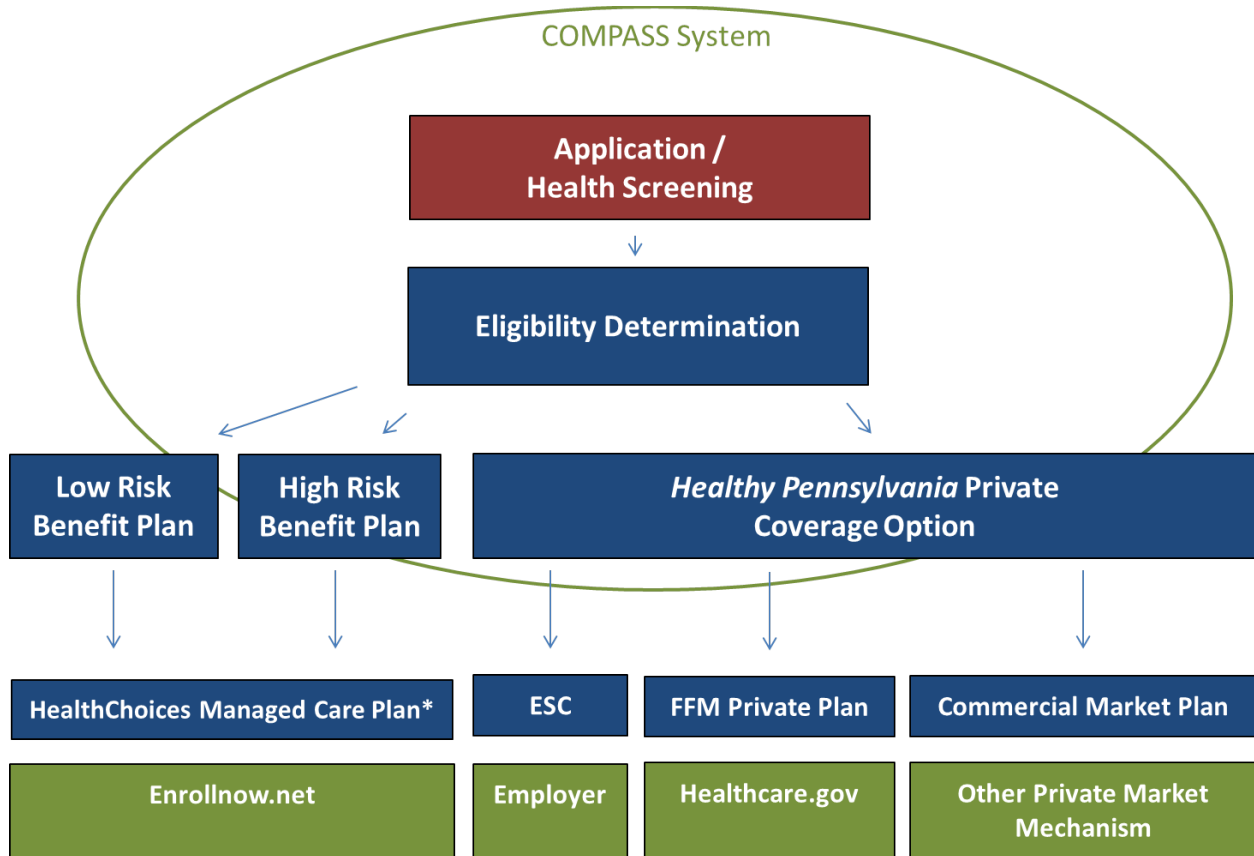 COMPASS System
Application /
Health Screening
Eligibility Determination
Low Risk
Benefit Plan
High Risk
Benefit Plan
Healthy Pennsylvania Private
Coverage Option
HealthChoices Managed Care Plan*
ESC
FFM Private Plan
Commercial Market Plan
Enrollnow.net
Employer
Healthcare.gov
Other Private Market
Mechanism